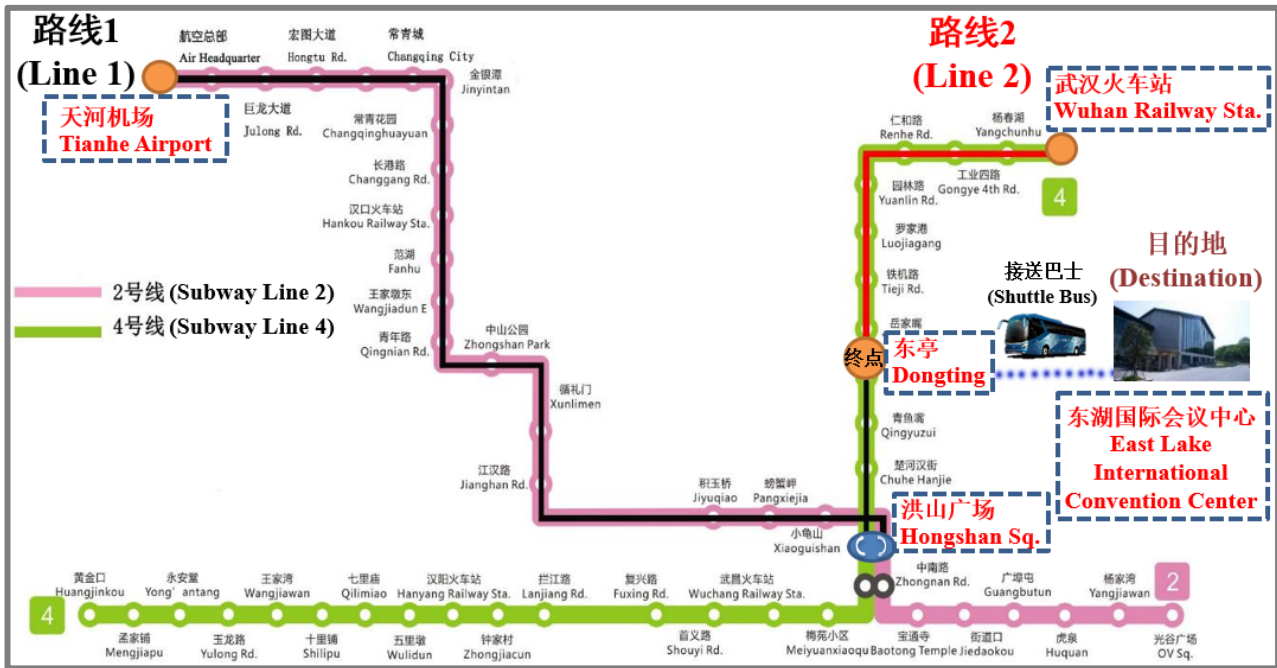 路线1
(Line 1)
航空总部
Air Headquarter
宏图大道
Hongtu Rd.
常青城
Changqing City
金银潭
Jinyintan
天河机场
Tianhe Airport
巨龙大道
Julong Rd.
常青花园
Changqinghuayuan
长港路
Changgang Rd.
汉口火车站
Hankou Railway Sta.
范湖
Fanhu
王家墩东
Wangjiadun E
青年路
Qingnian Rd.
中山公园
Zhongshan Park
循礼门
Xunlimen
江汉路
Jianghan Rd.
积玉桥
Jiyuqiao
螃蟹岬
Pangxiejia
小龟山
Xiaoguishan
2号线 (Subway Line 2)
4号线 (Subway Line 4)
路线2
(Line 2)
武汉火车站
Wuhan Railway Sta.
仁和路
Renhe Rd.
杨春湖
Yangchunhu
工业四路
Gongye 4th Rd.
4
园林路
Yuanlin Rd.
罗家港
Luojiagang
铁机路
Tieji Rd.
岳家嘴
终点
东亭
Dongting
接送巴士
(Shuttle Bus)
目的地
(Destination)
东湖国际会议中心
East Lake
International
Convention Center
青鱼嘴
Qingyuzui
楚河汉街
Chuhe Hanjie
洪山广场
Hongshan Sq.
中南路
Zhongnan Rd.
4
黄金口
Huangjinkou
孟家铺
Mengjiapu
永安堂
Yong'antang
玉龙路
Yulong Rd.
王家湾
Wangjiawan
十里铺
Shilipu
七里庙
Qilimiao
五里墩
Wulidun
汉阳火车站
Hanyang Railway Sta.
钟家村
Zhongjiacun
拦江路
Lanjiang Rd.
复兴路
Fuxing Rd.
首义路
Shouyi Rd.
武昌火车站
Wuchang Railway Sta.
梅苑小区
Meiyuanxiaoqu
宝通寺
Baotong Temple
街道口
Jiedaokou
广埠屯
Guangbutun
虎泉
Huquan
杨家湾
Yangjiawan
2
光谷广场
OV Sq.